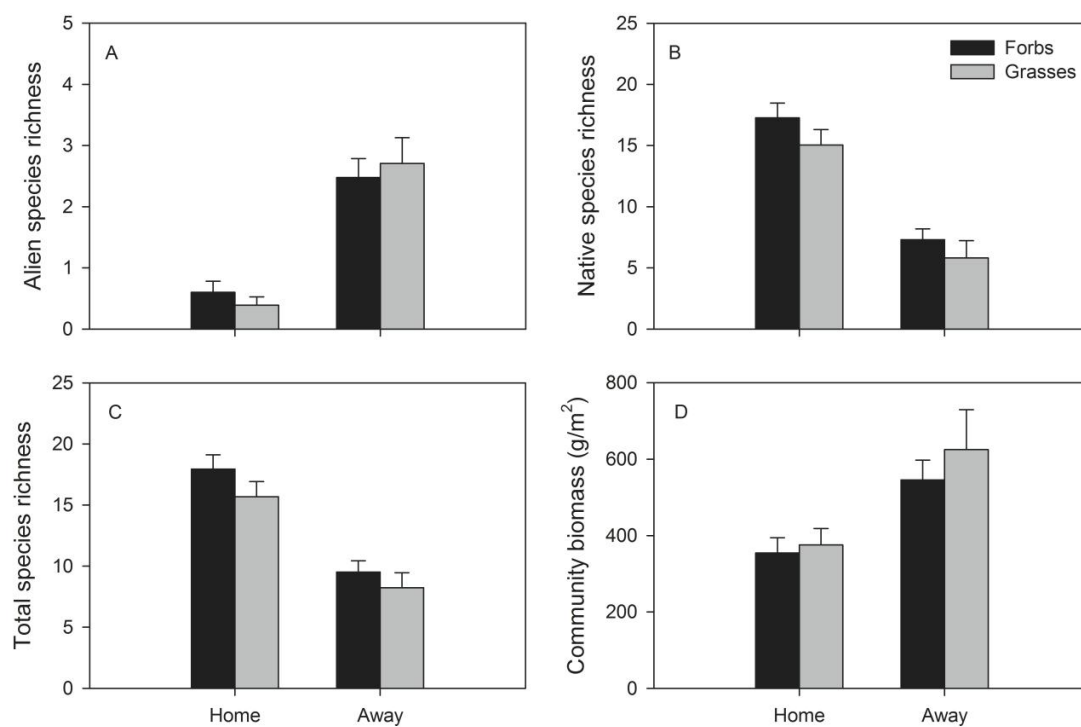 Alien species richness
5
4
3
2
1
0
A
Native species richness
25
20
15
10
5
0
B
Forbs
Grasses
Total species richness
25
20
15
10
5
0
C
Home Away
Community biomass (g/m²)
800
600
400
200
0
D
Home Away